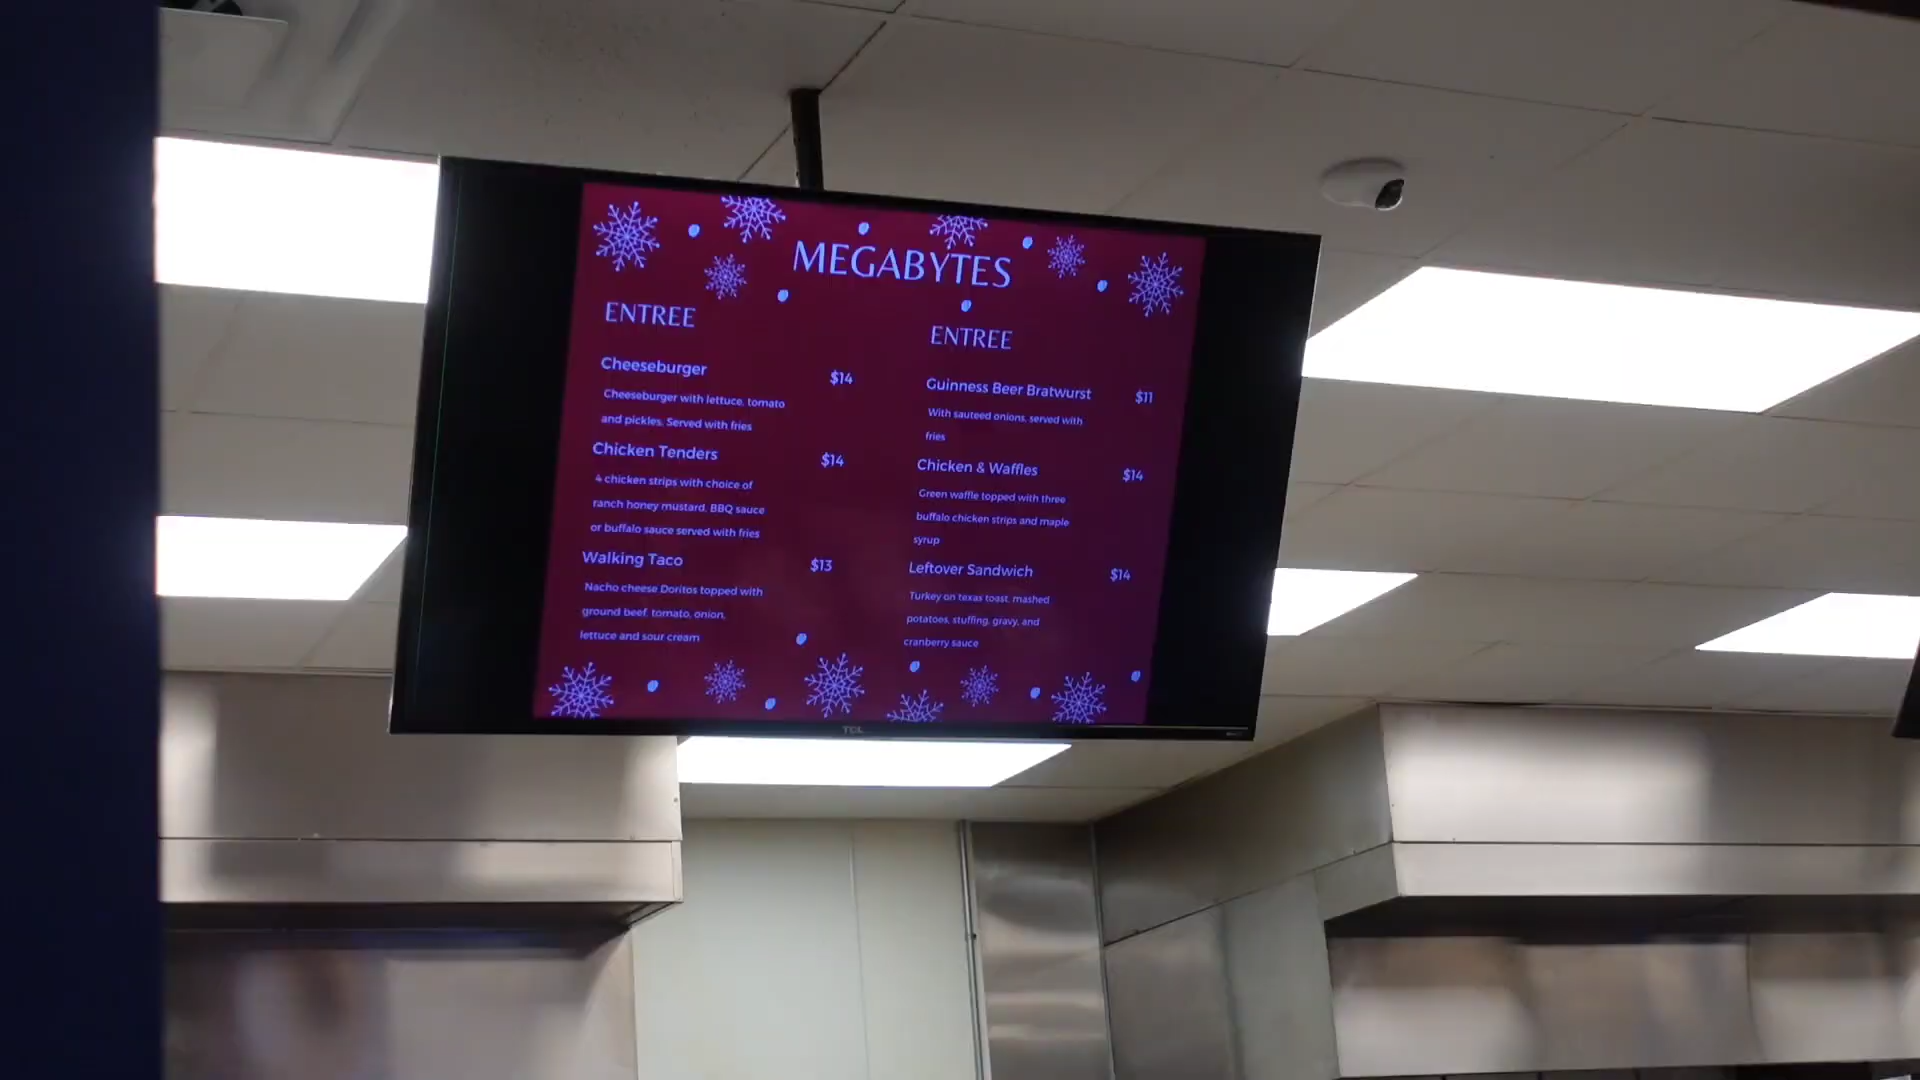 MEGABYTES
ENTREE
Cheeseburger $14
Cheeseburger with lettuce, tomato
and pickles, Served with fries
Chicken Tenders $14
4 chicken strips with choice of
ranch honey mustard, BBQ sauce
or buffalo sauce served with fries
Walking Taco $13
Nacho cheese Doritos topped with
ground beef, tomato, onion,
lettuce and sour cream
ENTREE
Guinness Beer Bratwurst $11
With sauteed onions, served with
fries
Chicken & Waffles $14
Green waffle topped with three
buffalo chicken strips and maple
syrup
Leftover Sandwich $14
Turkey on texas toast, mashed
potatoes, stuffing, gravy, and
cranberry sauce
TCL